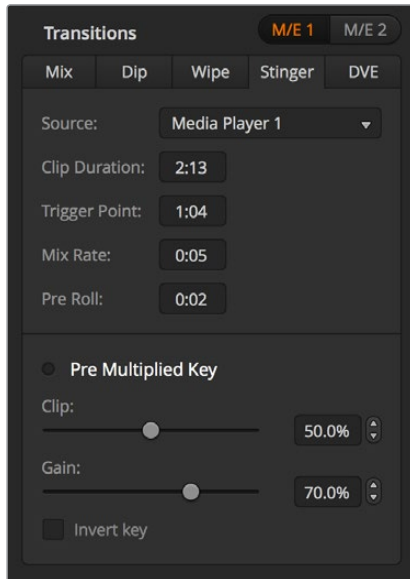 Transitions M/E 1 M/E 2
Mix Dip Wipe Stinger DVE
Source: Media Player 1
Clip Duration: 2:13
Trigger Point: 1:04
Mix Rate: 0:05
Pre Roll: 0:02
Pre Multiplied Key
Clip:
50.0%
Gain:
70.0%
Invert key